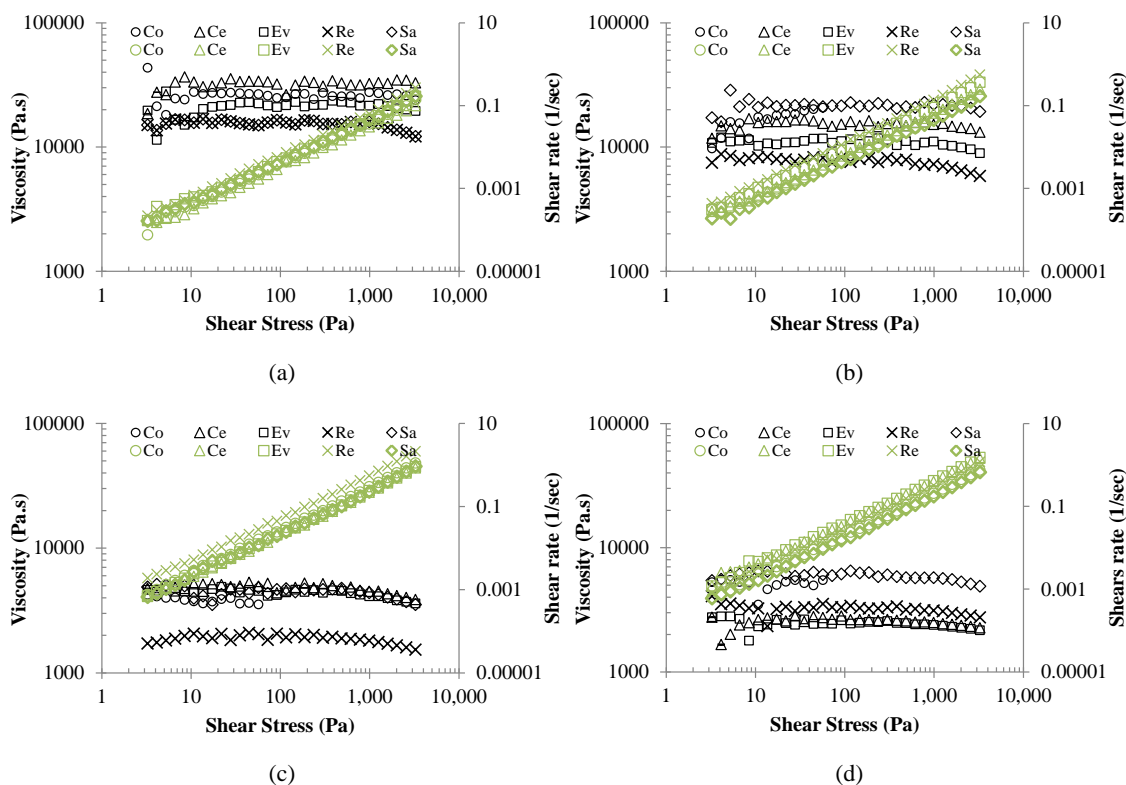 Viscosity (Pa.s)
100000
10000
1000
Co Ce Ev Re Sa
Co Ce Ev Re Sa
10
0.1
0.001
0.00001
Shear rate (1/sec)
1 10 100 1,000 10,000
Shear Stress (Pa)
(a)
Viscosity (Pa.s)
100000
10000
1000
Co Ce Ev Re Sa
Co Ce Ev Re Sa
10
0.1
0.001
0.00001
Shear rate (1/sec)
1 10 100 1,000 10,000
Shear Stress (Pa)
(b)
Viscosity (Pa.s)
100000
10000
1000
Co Ce Ev Re Sa
Co Ce Ev Re Sa
10
0.1
0.001
0.00001
Shear rate (1/sec)
1 10 100 1,000 10,000
Shear Stress (Pa)
(c)
Viscosity (Pa.s)
100000
10000
1000
Co Ce Ev Re Sa
Co Ce Ev Re Sa
10
0.1
0.001
0.00001
Shears rate (1/sec)
1 10 100 1,000 10,000
Shear Stress (Pa)
(d)